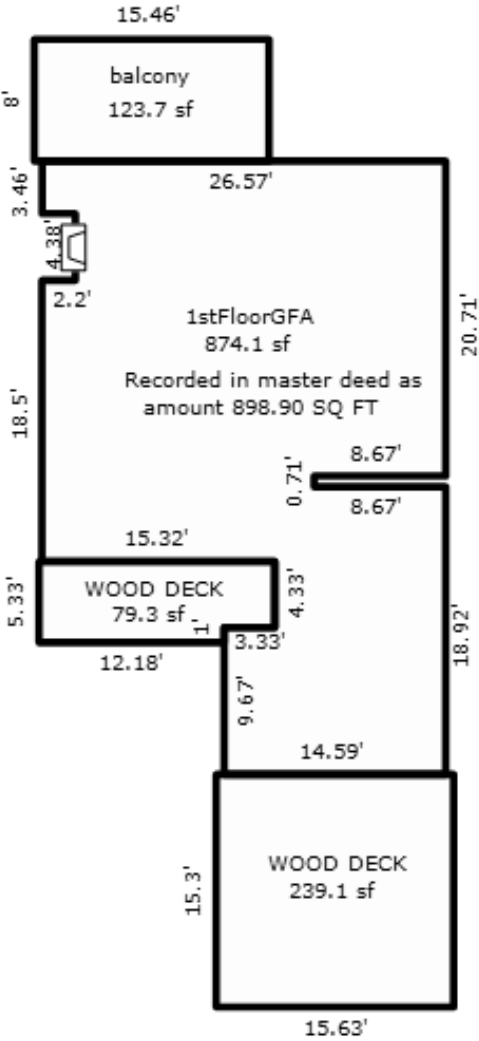 15.46'
balcony
8'
123.7 sf
26.57'
3.46'
4.38'
2.2'
1stFloorGFA
874.1 sf
20.71'
Recorded in master deed as
amount 898.90 SQ FT
18.5'
8.67'
0.71'
8.67'
15.32'
WOOD DECK
79.3 sf
5.33'
4.33'
1'
3.33'
12.18'
18.92'
9.67'
14.59'
WOOD DECK
239.1 sf
15.3'
15.63'